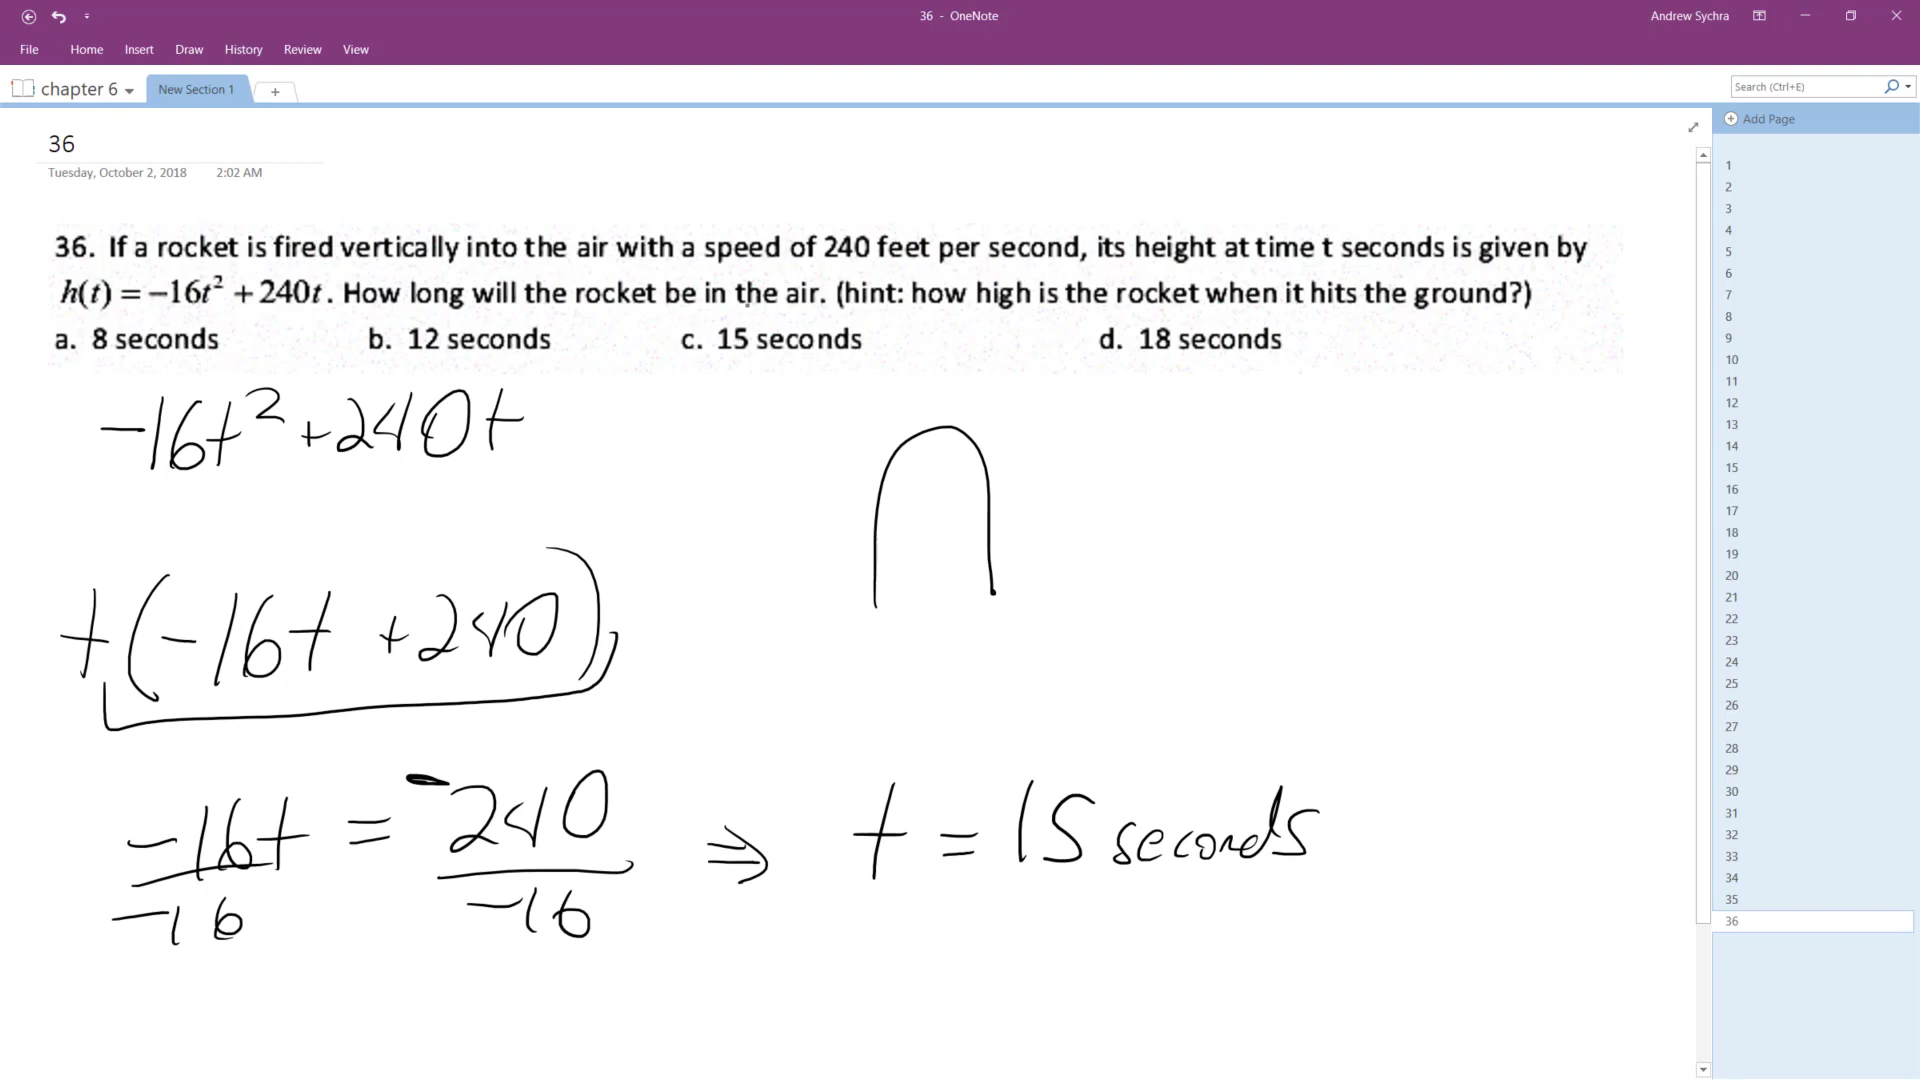 36 - OneNote
Andrew Sychra
File Home Insert Draw History Review View
chapter 6
New Section 1
+
Search (Ctrl+E)
Add Page
36
Tuesday, October 2, 2018 2:02 AM
36. If a rocket is fired vertically into the air with a speed of 240 feet per second, its height at time t seconds is given by
h(t) = −16t² + 240t. How long will the rocket be in the air. (hint: how high is the rocket when it hits the ground?)
a. 8 seconds b. 12 seconds c. 15 seconds d. 18 seconds
-16t² +240t
t(-16t +240)
-16t = -240 ⇒ t = 15 seconds
-16 -16
1
2
3
4
5
6
7
8
9
10
11
12
13
14
15
16
17
18
19
20
21
22
23
24
25
26
27
28
29
30
31
32
33
34
35
36